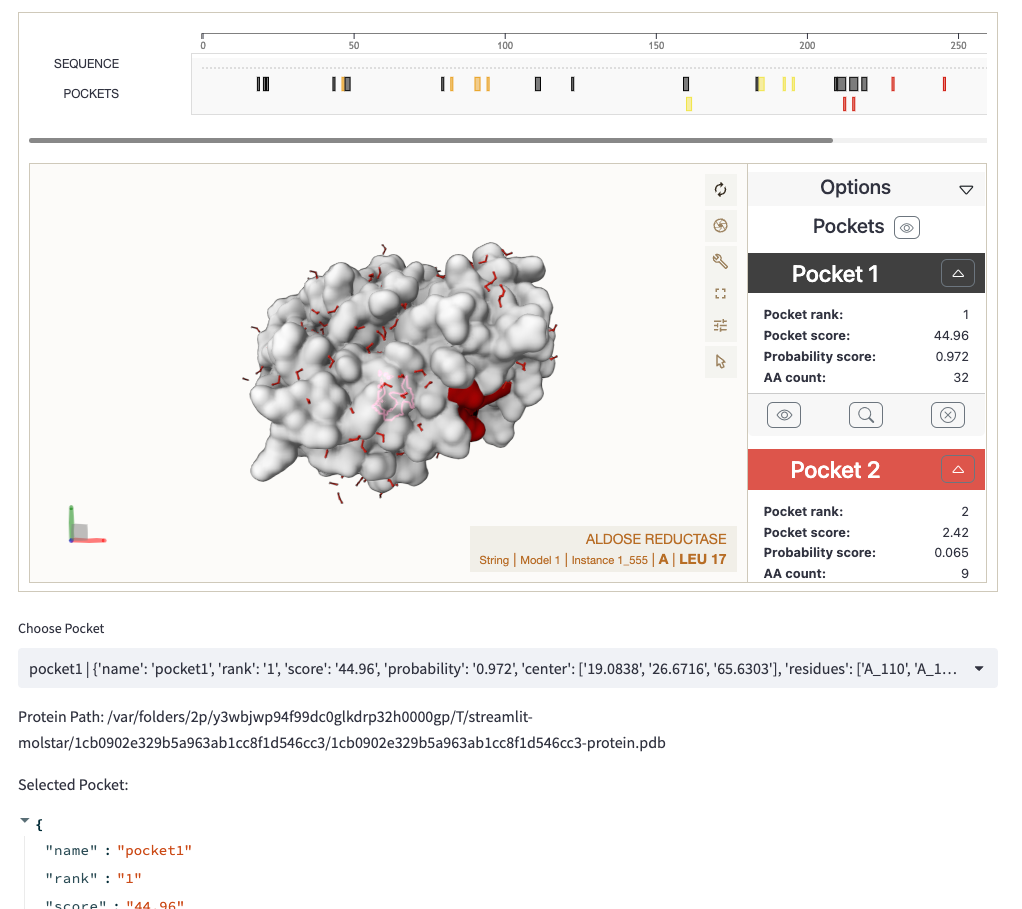 0 50 100 150 200 250
SEQUENCE
POCKETS
Options
Pockets
Pocket 1
Pocket rank: 1
Pocket score: 44.96
Probability score: 0.972
AA count: 32
Pocket 2
Pocket rank: 2
Pocket score: 2.42
Probability score: 0.065
AA count: 9
ALDOSE REDUCTASE
String | Model 1 | Instance 1_555 | A | LEU 17
Choose Pocket
pocket1 | {'name': 'pocket1', 'rank': '1', 'score': '44.96', 'probability': '0.972', 'center': ['19.0838', '26.6716', '65.6303'], 'residues': ['A_110', 'A_1...
Protein Path: /var/folders/2p/y3wbjwp94f99dc0glkdrp32h0000gp/T/streamlit-
molstar/1cb0902e329b5a963ab1cc8f1d546cc3/1cb0902e329b5a963ab1cc8f1d546cc3-protein.pdb
Selected Pocket:
{
"name" : "pocket1"
"rank" : "1"
"score" : "44.96"